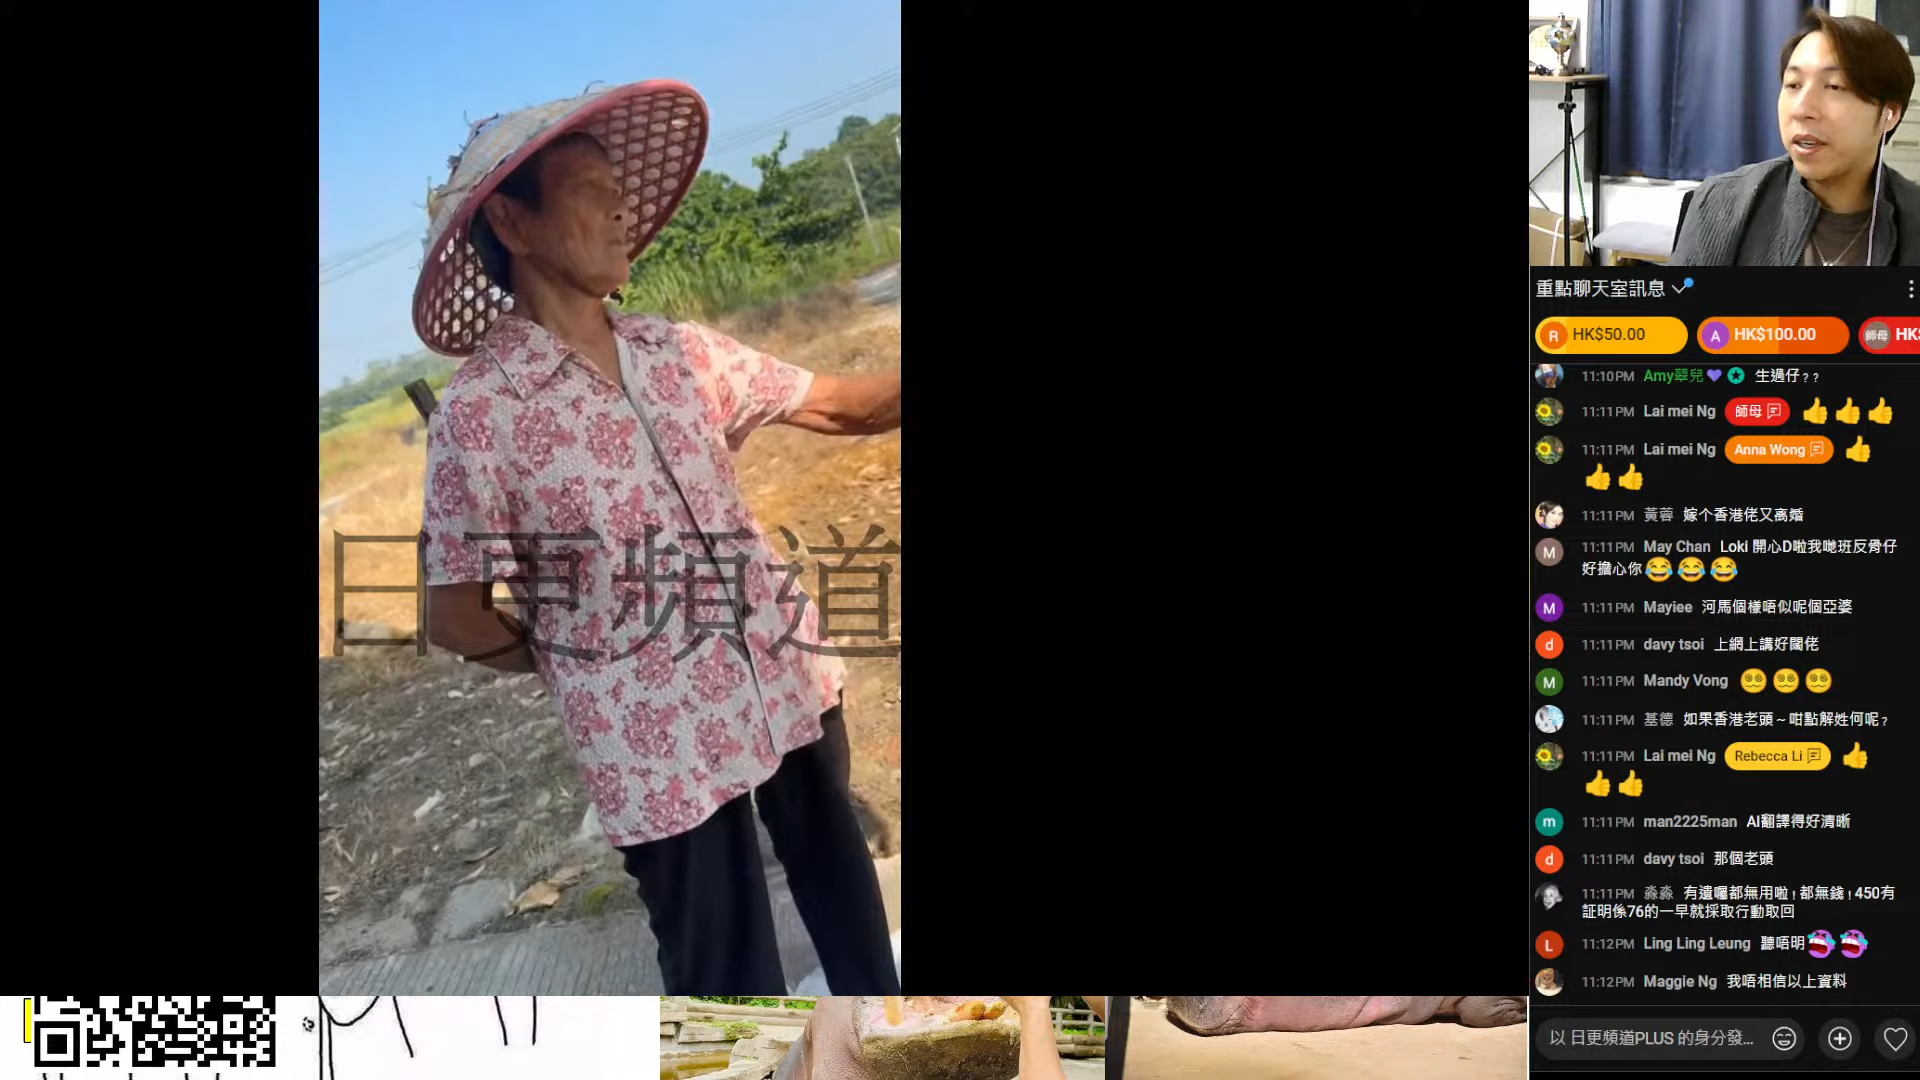 日更頻道
重點聊天室訊息
R HK$50.00
A HK$100.00
師母 HK$
11:10PM Amy翠兒 生過仔??
11:11PM Lai mei Ng 師母
11:11PM Lai mei Ng Anna Wong
11:11PM 黃蓉 嫁个香港佬又离婚
M 11:11PM May Chan Loki 開心D啦我哋班反骨仔
好擔心你
M 11:11PM Mayiee 河馬個樣唔似呢個亞婆
d 11:11PM davy tsoi 上網上講好闊佬
M 11:11PM Mandy Vong
11:11PM 基德 如果香港老頭~咁點解姓何呢?
11:11PM Lai mei Ng Rebecca Li
m 11:11PM man2225man AI翻譯得好清晰
d 11:11PM davy tsoi 那個老頭
11:11PM 淼淼 有遺囑都無用啦!都無錢!450有
証明係76的一早就採取行動取回
L 11:12PM Ling Ling Leung 聽唔明
11:12PM Maggie Ng 我唔相信以上資料
以 日更頻道PLUS 的身分發...